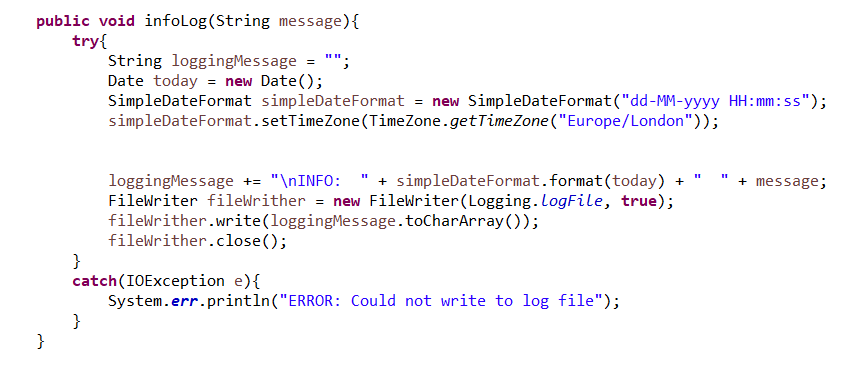 public void infoLog(String message){
try{
String loggingMessage = "";
Date today = new Date();
SimpleDateFormat simpleDateFormat = new SimpleDateFormat("dd-MM-yyyy HH:mm:ss");
simpleDateFormat.setTimeZone(TimeZone.getTimeZone("Europe/London"));
loggingMessage += "\nINFO:  " + simpleDateFormat.format(today) + "  " + message;
FileWriter fileWrither = new FileWriter(Logging.logFile, true);
fileWrither.write(loggingMessage.toCharArray());
fileWrither.close();
}
catch(IOException e){
System.err.println("ERROR: Could not write to log file");
}
}